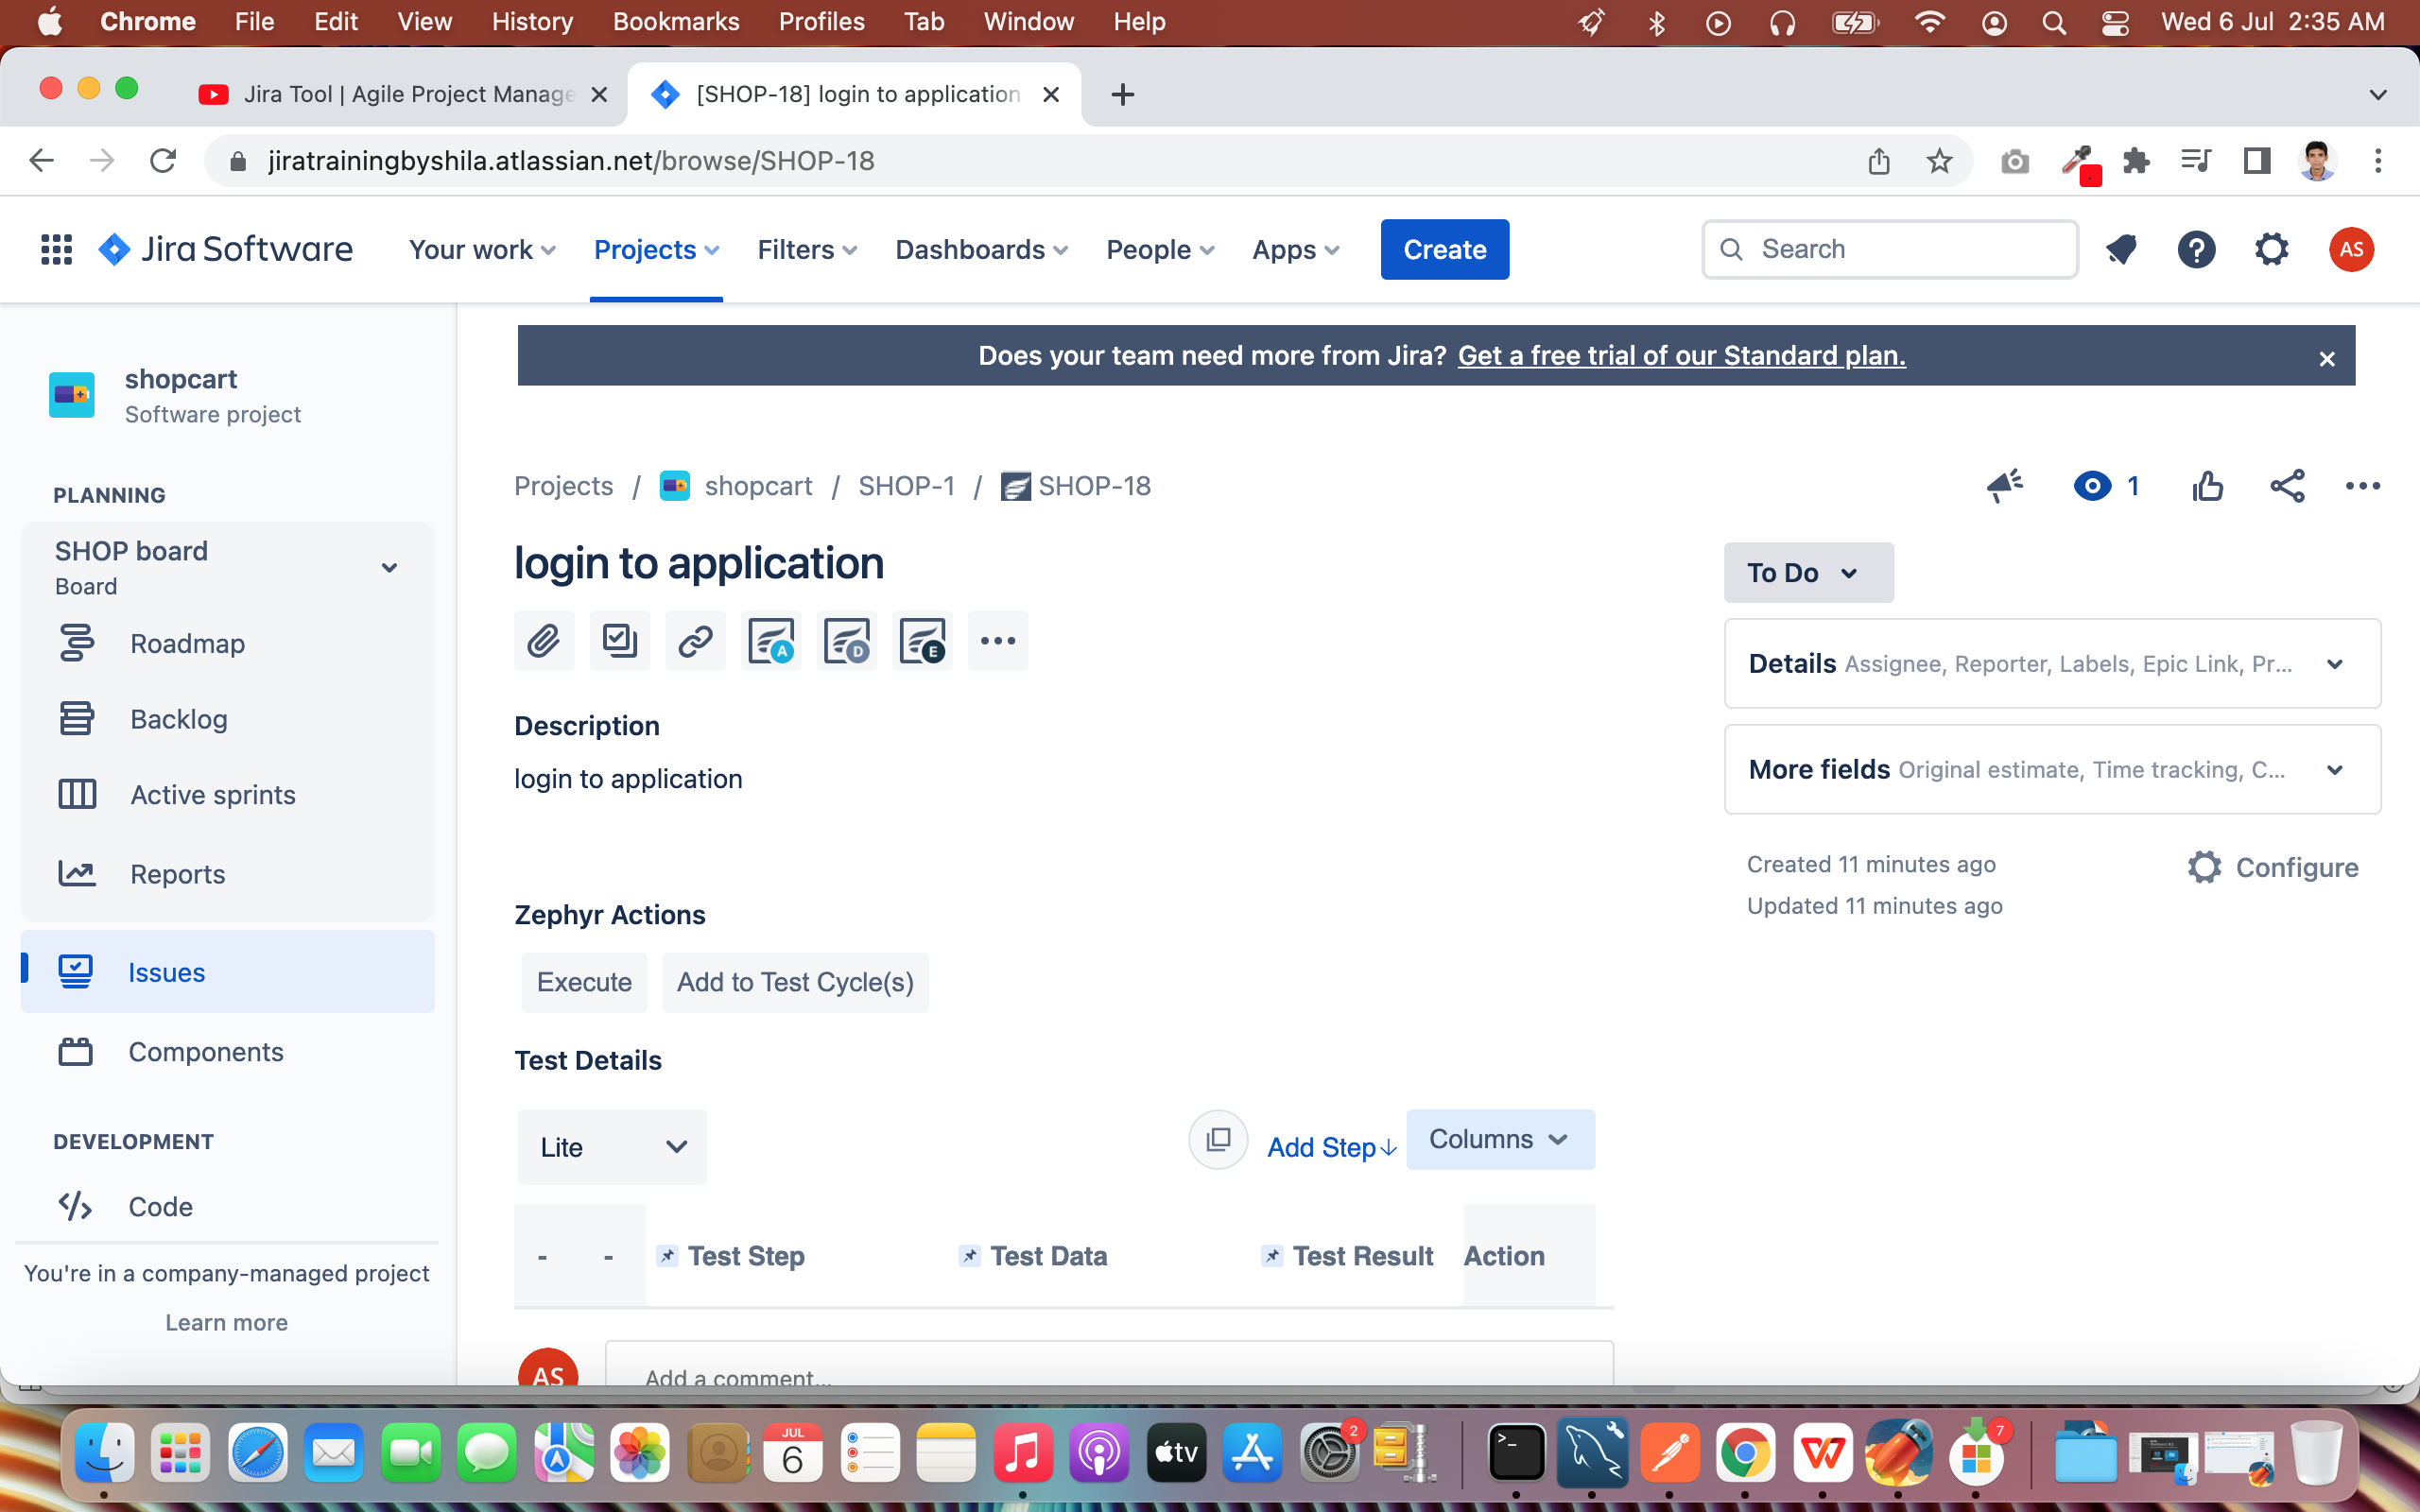 Chrome File Edit View History Bookmarks Profiles Tab Window Help Wed 6 Jul 2:35 AM
Jira Tool | Agile Project Manage [SHOP-18] login to application
jiratrainingbyshila.atlassian.net/browse/SHOP-18
Jira Software Your work Projects Filters Dashboards People Apps Create Search AS
Does your team need more from Jira? Get a free trial of our Standard plan.
shopcart
Software project
PLANNING
SHOP board
Board
Roadmap
Backlog
Active sprints
Reports
Issues
Components
DEVELOPMENT
Code
You're in a company-managed project
Learn more
Projects / shopcart / SHOP-1 / SHOP-18
1
login to application
A D E
Description
login to application
Zephyr Actions
Execute Add to Test Cycle(s)
Test Details
Lite Add Step↓ Columns
- - Test Step Test Data Test Result Action
AS Add a comment...
To Do
Details Assignee, Reporter, Labels, Epic Link, Pr...
More fields Original estimate, Time tracking, C...
Created 11 minutes ago
Configure
Updated 11 minutes ago
JUL
6
tv
2
7